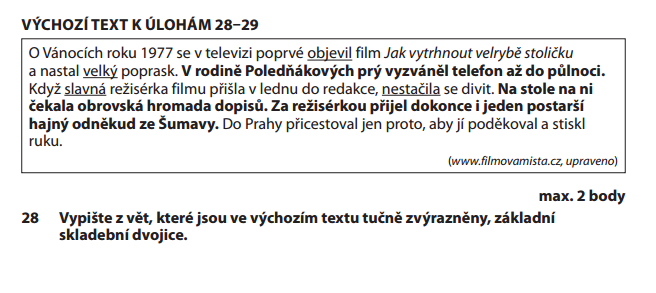 VÝCHOZÍ TEXT K ÚLOHÁM 28–29
O Vánocích roku 1977 se v televizi poprvé objevil film Jak vytrhnout velrybě stoličku
a nastal velký poprask. V rodině Poledňákových prý vyzváněl telefon až do půlnoci.
Když slavná režisérka filmu přišla v lednu do redakce, nestačila se divit. Na stole na ni
čekala obrovská hromada dopisů. Za režisérkou přijel dokonce i jeden postarší
hajný odněkud ze Šumavy. Do Prahy přicestoval jen proto, aby jí poděkoval a stiskl
ruku.
(www.filmovamista.cz, upraveno)
max. 2 body
28 Vypište z vět, které jsou ve výchozím textu tučně zvýrazněny, základní
skladební dvojice.